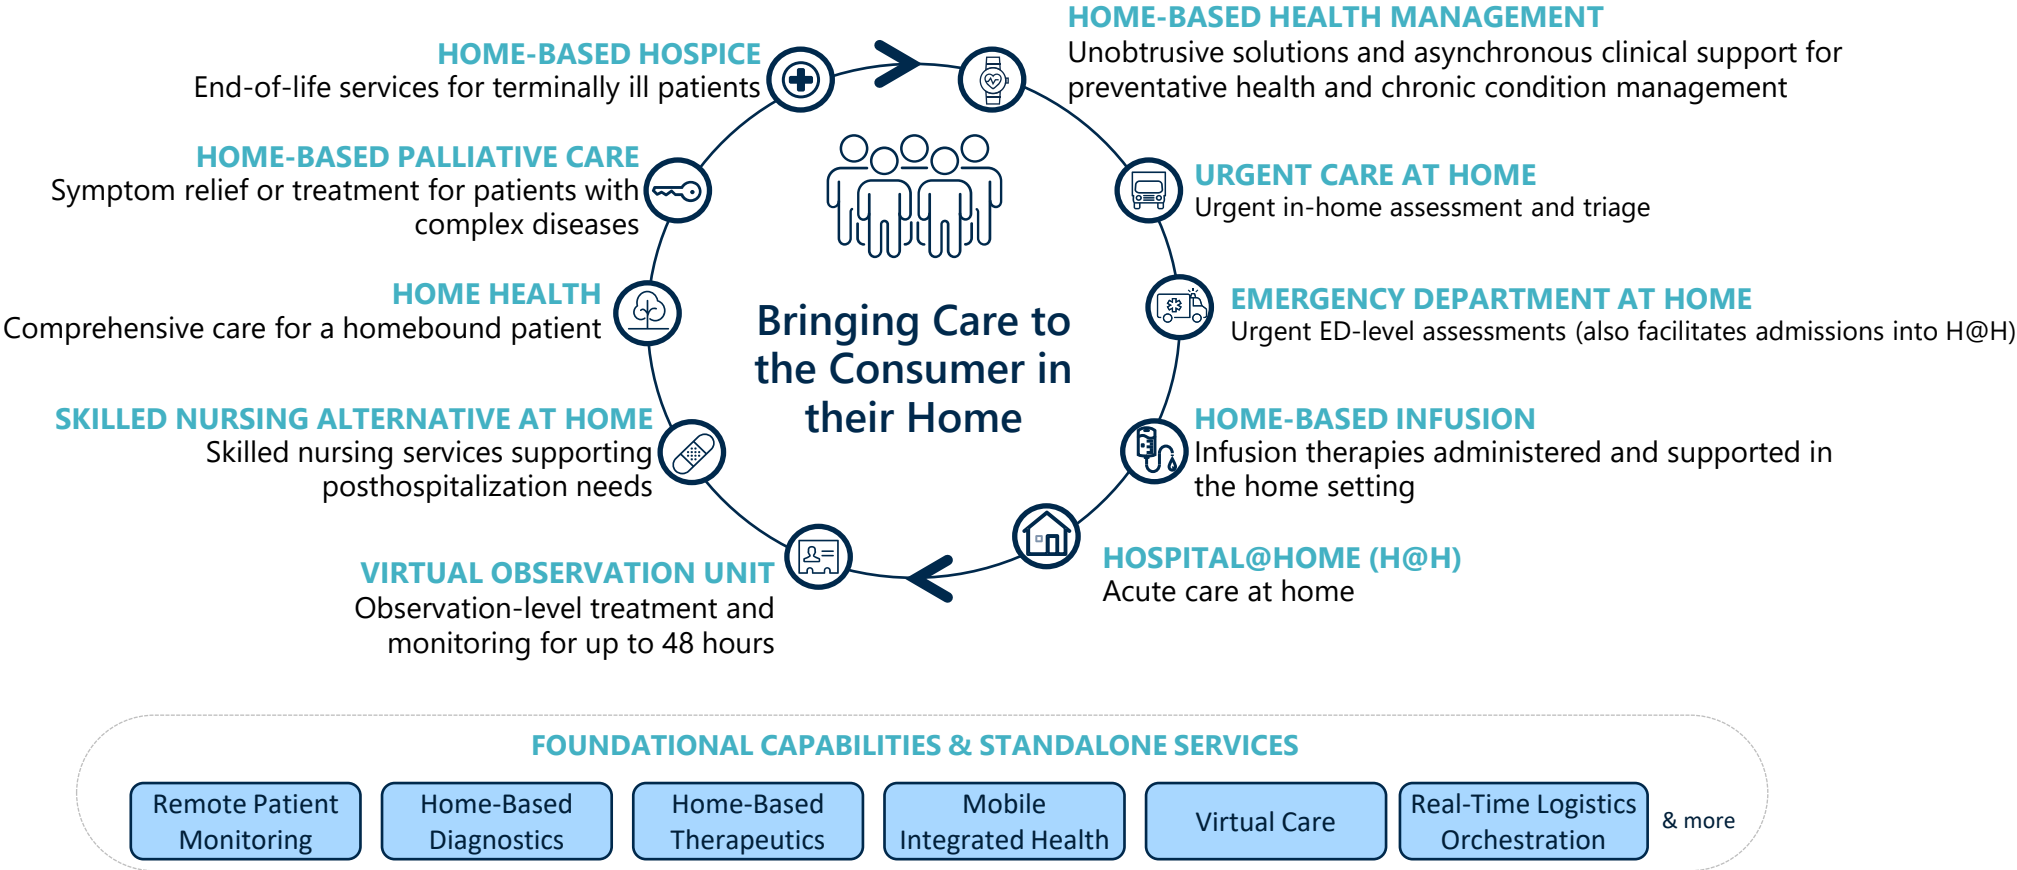 HOME-BASED HEALTH MANAGEMENT
Unobtrusive solutions and asynchronous clinical support for
preventative health and chronic condition management
URGENT CARE AT HOME
Urgent in-home assessment and triage
EMERGENCY DEPARTMENT AT HOME
Urgent ED-level assessments (also facilitates admissions into H@H)
HOME-BASED INFUSION
Infusion therapies administered and supported in
the home setting
HOSPITAL@HOME (H@H)
Acute care at home
VIRTUAL OBSERVATION UNIT
Observation-level treatment and
monitoring for up to 48 hours
SKILLED NURSING ALTERNATIVE AT HOME
Skilled nursing services supporting
posthospitalization needs
HOME HEALTH
Comprehensive care for a homebound patient
HOME-BASED PALLIATIVE CARE
Symptom relief or treatment for patients with
complex diseases
HOME-BASED HOSPICE
End-of-life services for terminally ill patients
Bringing Care to
the Consumer in
their Home
FOUNDATIONAL CAPABILITIES & STANDALONE SERVICES
Remote Patient
Monitoring
Home-Based
Diagnostics
Home-Based
Therapeutics
Mobile
Integrated Health
Virtual Care
Real-Time Logistics
Orchestration
& more